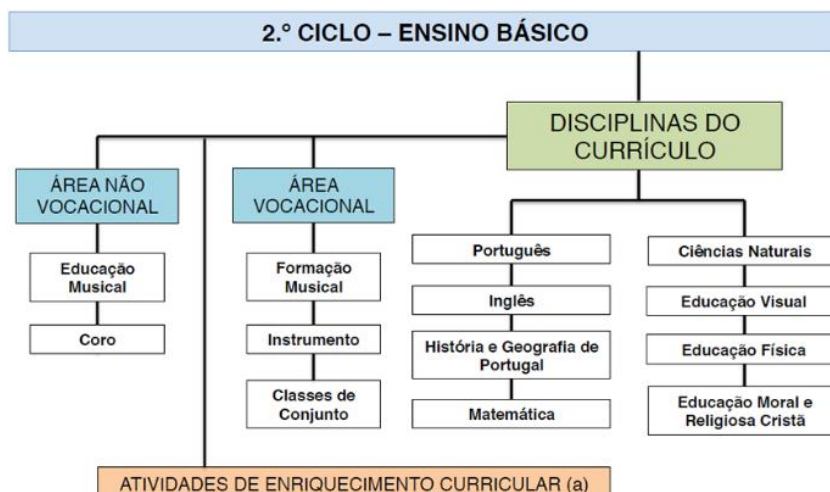 2.º CICLO – ENSINO BÁSICO
DISCIPLINAS DO
CURRÍCULO
ÁREA NÃO
VOCACIONAL
Educação
Musical
Coro
ÁREA
VOCACIONAL
Formação
Musical
Instrumento
Classes de
Conjunto
Português
Inglês
História e Geografia de
Portugal
Matemática
Ciências Naturais
Educação Visual
Educação Física
Educação Moral e
Religiosa Cristã
ATIVIDADES DE ENRIQUECIMENTO CURRICULAR (a)